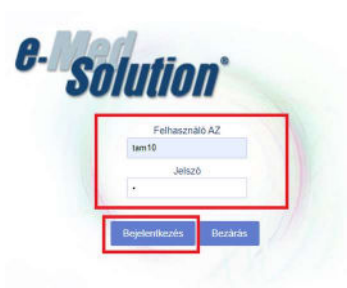 e-Med
Solution®
Felhasználó AZ
tam10
Jelszó
•
Bejelentkezés Bezárás